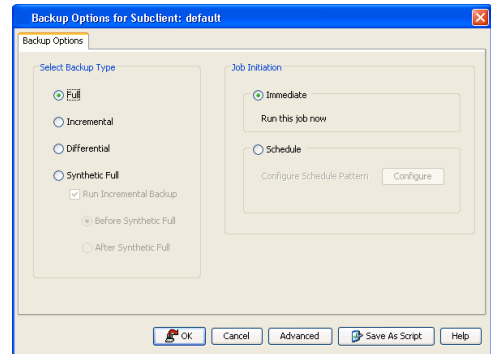 Backup Options for Subclient: default
Backup Options
Select Backup Type
Full
Incremental
Differential
Synthetic Full
Run Incremental Backup
Before Synthetic Full
After Synthetic Full
Job Initiation
Immediate
Run this job now
Schedule
Configure Schedule Pattern
Configure
OK
Cancel
Advanced
Save As Script
Help